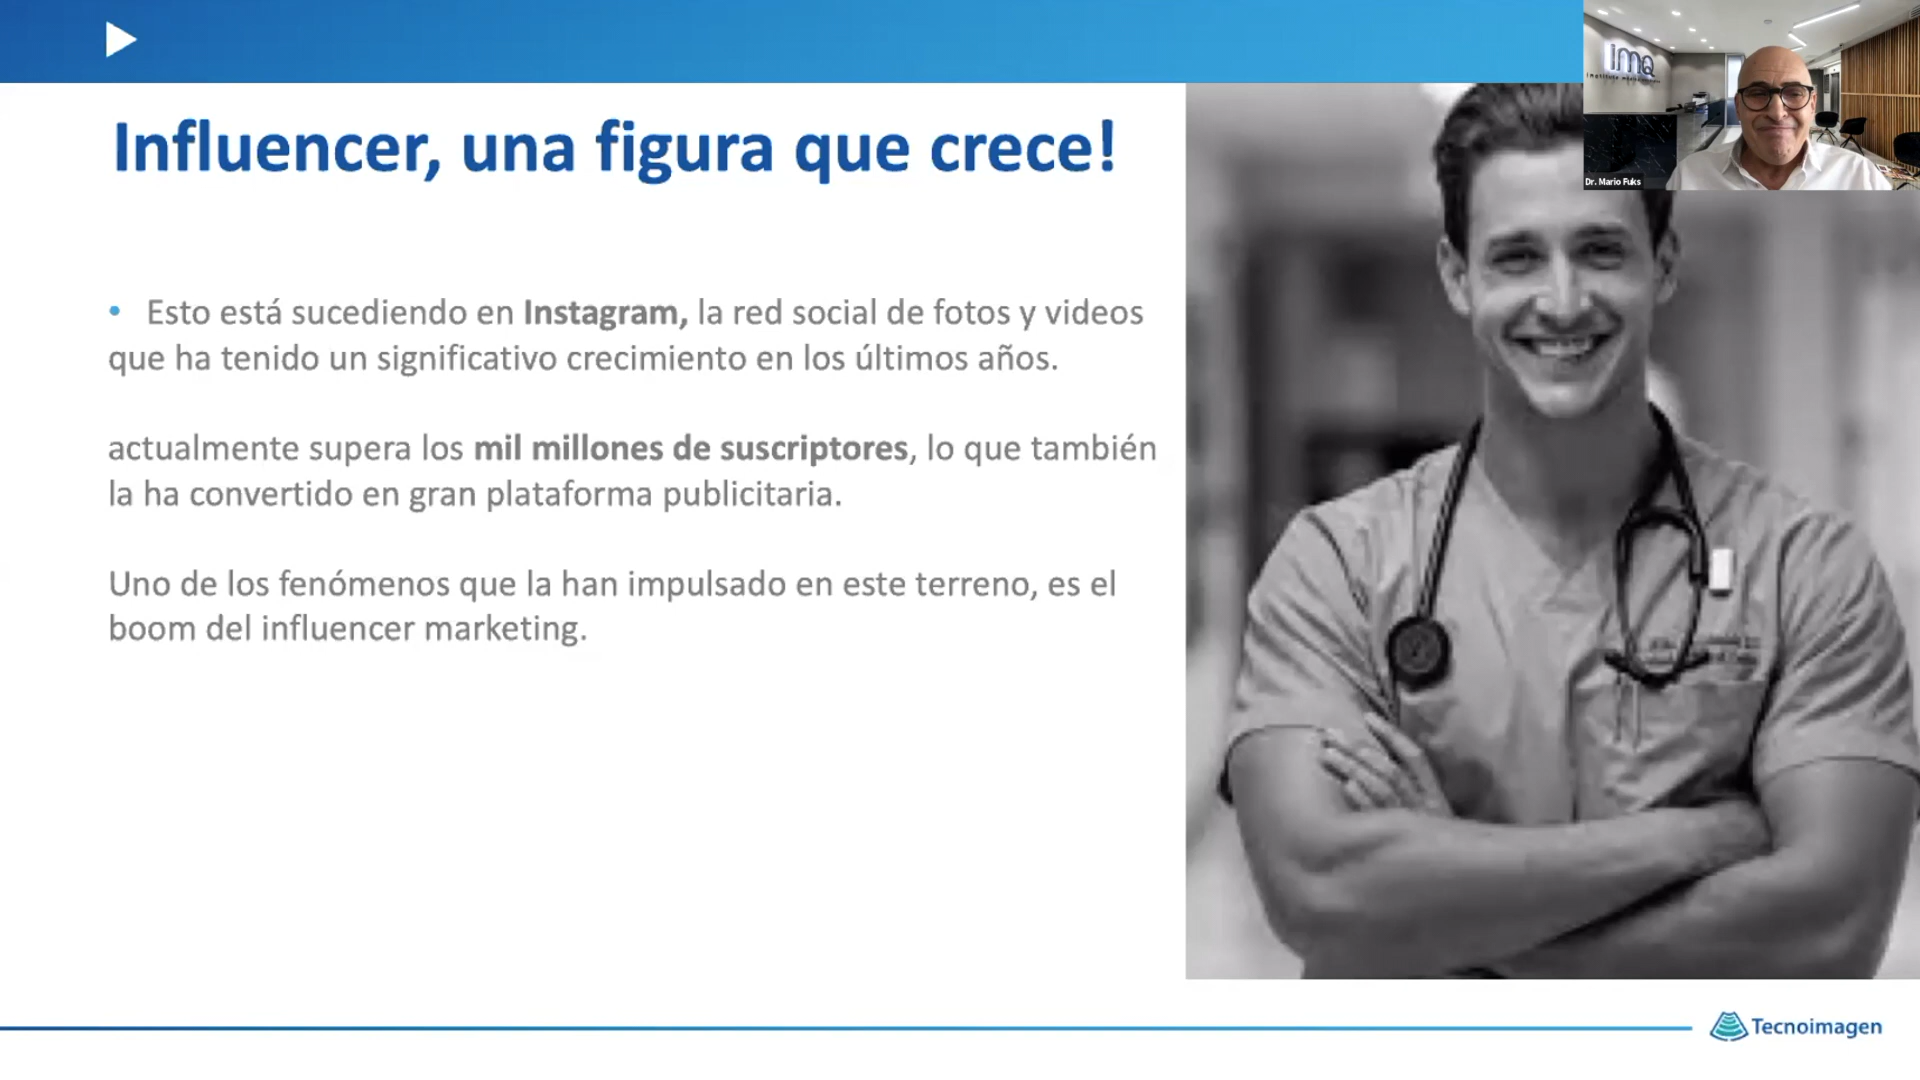 Influencer, una figura que crece!
• Esto está sucediendo en Instagram, la red social de fotos y videos
que ha tenido un significativo crecimiento en los últimos años.
actualmente supera los mil millones de suscriptores, lo que también
la ha convertido en gran plataforma publicitaria.
Uno de los fenómenos que la han impulsado en este terreno, es el
boom del influencer marketing.
imQ
Dr. Mario Fuks
Tecnoimagen